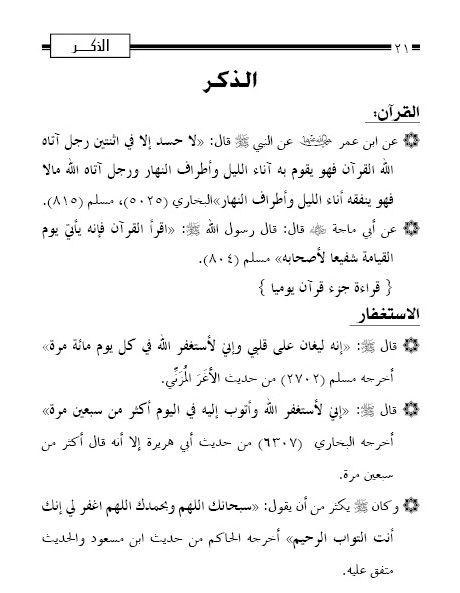 ٢١ الذكــر
الذكر
القرآن:
عن ابن عمر رضي الله عنهما عن النبي ﷺ قال: «لا حسد إلا في اثنتين رجل آتاه
الله القرآن فهو يقوم به آناء الليل وأطراف النهار ورجل آتاه الله مالا
فهو ينفقه أناء الليل وأطراف النهار»البخاري (٥٠٢٥)، مسلم (٨١٥).
عن أبي ماجة رضي الله عنه قال: قال رسول الله ﷺ: «اقرأ القرآن فإنه يأتي يوم
القيامة شفيعا لأصحابه» مسلم (٨٠٤).
{ قراءة جزء قرآن يوميا }
الاستغفار
قال ﷺ: «إنه ليغان على قلبي وإني لأستغفر الله في كل يوم مائة مرة»
أخرجه مسلم (٢٧٠٢) من حديث الأَغَرَ المُزَنِّي.
قال ﷺ: «إني لأستغفر الله وأتوب إليه في اليوم أكثر من سبعين مرة»
أخرجه البخاري (٦٣٠٧) من حديث أبي هريرة إلا أنه قال أكثر من
سبعين مرة.
وكان ﷺ يكثر من أن يقول: «سبحانك اللهم وبحمدك اللهم اغفر لي إنك
أنت التواب الرحيم» أخرجه الحاكم من حديث ابن مسعود والحديث
متفق عليه.